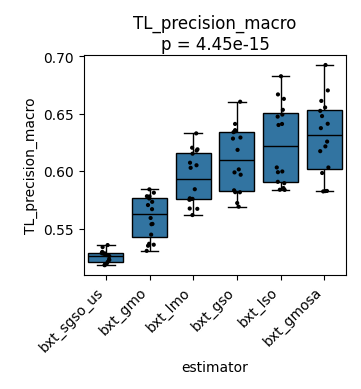 TL_precision_macro
p = 4.45e-15
0.70
0.65
0.60
0.55
TL_precision_macro
bxt_sgso_us
bxt_gmo
bxt_lmo
bxt_gso
bxt_lso
bxt_gmosa
estimator